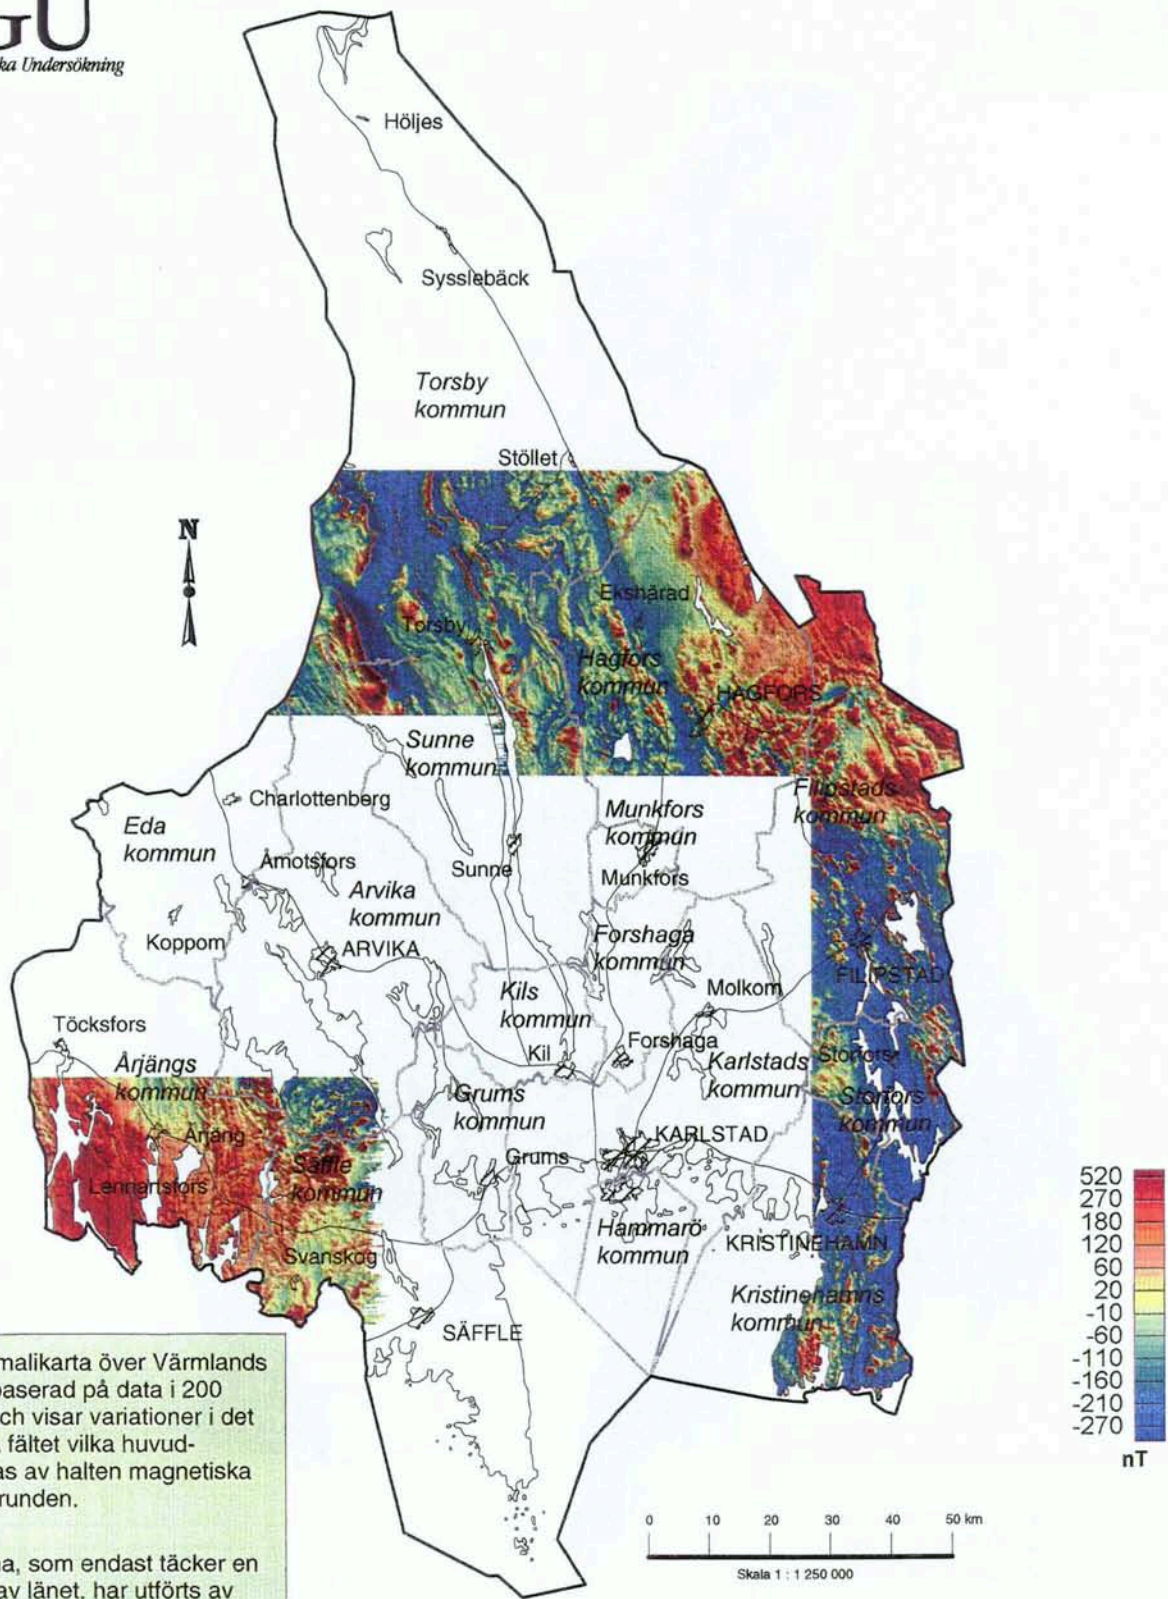 GU
ka Undersökning
Höljes
Sysslebäck
Torsby
kommun
Stöllet
N
Ekshärad
Torsby
Hagfors
kommun
HAGFORS
Sunne
kommun
Filipstads
kommun
Charlottenberg
Munkfors
kommun
Eda
kommun
Åmotsfors
Sunne
Munkfors
Arvika
kommun
Koppom
ARVIKA
Forshaga
kommun
FILIPSTAD
Molkom
Kils
kommun
Töcksfors
Forshaga
Storfors
Kil
Årjängs
kommun
Karlstads
kommun
Storfors
kommun
Grums
kommun
Årjäng
KARLSTAD
Grums
Säffle
kommun
Lennartsfors
Hammarö
kommun
KRISTINEHAMN
Svanskog
Kristinehamns
kommun
SÄFFLE
520
270
180
120
60
20
-10
-60
-110
-160
-210
-270
nT
malikarta över Värmlands
baserad på data i 200
ch visar variationer i det
fältet vilka huvud-
as av halten magnetiska
runden.
na, som endast täcker en
av länet, har utförts av
0 10 20 30 40 50 km
Skala 1 : 1 250 000